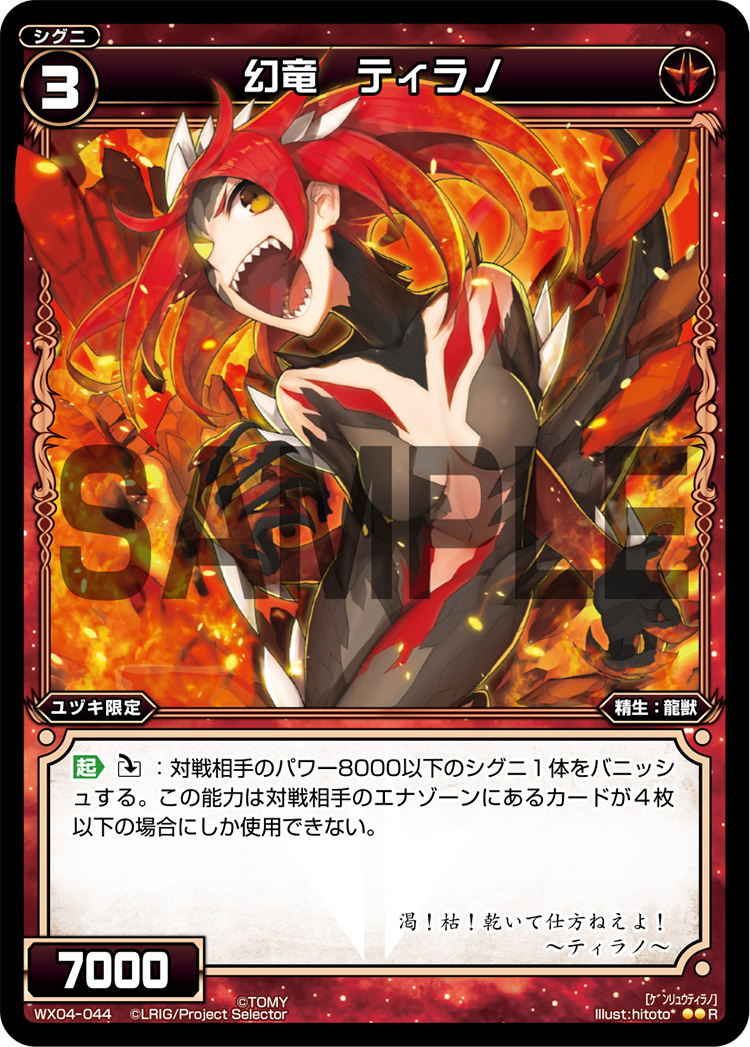 シグニ
3
幻竜　ティラノ
SAMPLE
ユヅキ限定
精生：龍獣
起 ：対戦相手のパワー8000以下のシグニ１体をバニッシ
ュする。この能力は対戦相手のエナゾーンにあるカードが４枚
以下の場合にしか使用できない。
渇！枯！乾いて仕方ねえよ！
～ティラノ～
7000
WX04-044 ©LRIG/Project Selector
©TOMY
[ｹﾞﾝﾘｭｳﾃｨﾗﾉ]
Illust:hitoto* R